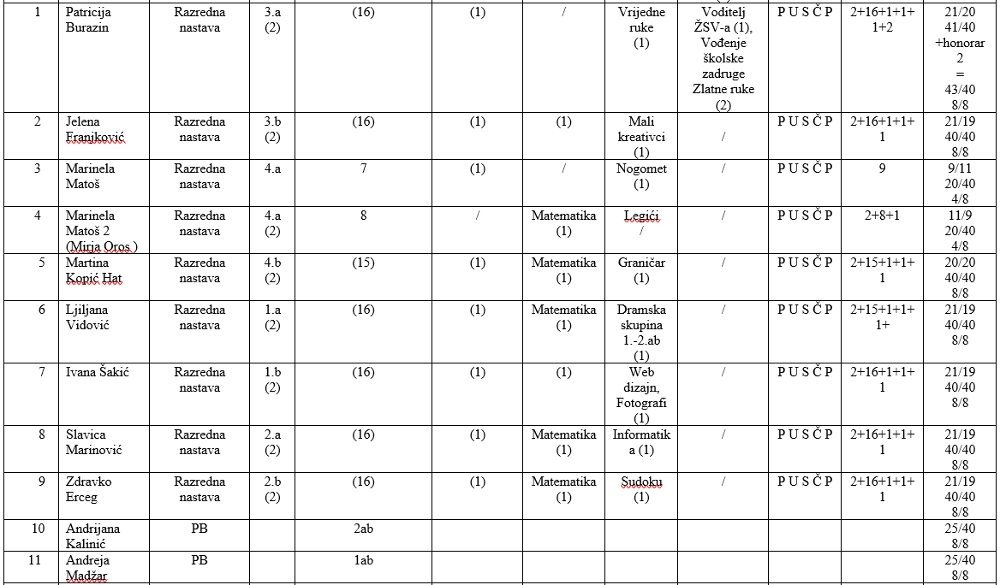 1 Patricija Burazin Razredna nastava 3.a (2) (16) (1) / Vrijedne ruke (1) Voditelj ŽSV-a (1), Vođenje školske zadruge Zlatne ruke (2) P U S Č P 2+16+1+1+1+2 21/20 41/40 +honorar 2 = 43/40 8/8
2 Jelena Franjković Razredna nastava 3.b (2) (16) (1) (1) Mali kreativci (1) / P U S Č P 2+16+1+1+1 21/19 40/40 8/8
3 Marinela Matoš Razredna nastava 4.a 7 (1) / Nogomet (1) / P U S Č P 9 9/11 20/40 4/8
4 Marinela Matoš 2 (Mirja Oros ) Razredna nastava 4.a (2) 8 / Matematika (1) Legići / / P U S Č P 2+8+1 11/9 20/40 4/8
5 Martina Kopić Hat Razredna nastava 4.b (2) (15) (1) Matematika (1) Graničar (1) / P U S Č P 2+15+1+1+1 20/20 40/40 8/8
6 Ljiljana Vidović Razredna nastava 1.a (2) (16) (1) Matematika (1) Dramska skupina 1.-2.ab (1) / P U S Č P 2+15+1+1+1+ 21/19 40/40 8/8
7 Ivana Šakić Razredna nastava 1.b (2) (16) (1) (1) Web dizajn, Fotografi (1) / P U S Č P 2+16+1+1+1 21/19 40/40 8/8
8 Slavica Marinović Razredna nastava 2.a (2) (16) (1) Matematika (1) Informatika (1) / P U S Č P 2+16+1+1+1 21/19 40/40 8/8
9 Zdravko Erceg Razredna nastava 2.b (2) (16) (1) Matematika (1) Sudoku (1) / P U S Č P 2+16+1+1+1 21/19 40/40 8/8
10 Andrijana Kalinić PB 2ab 25/40 8/8
11 Andreja Madžar PB 1ab 25/40 8/8